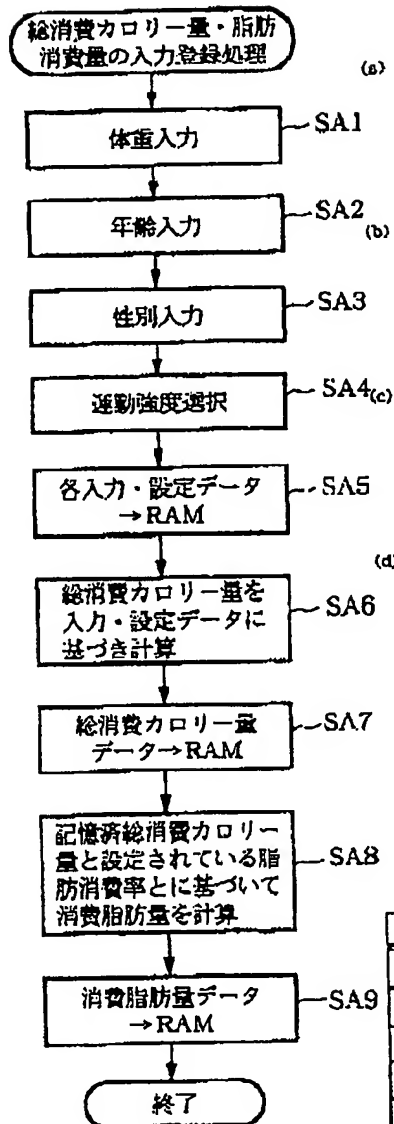 総消費カロリー量・脂肪
消費量の入力登録処理
(a)
体重入力
SA1
年齢入力
SA2
(b)
性別入力
SA3
運動強度選択
SA4
(c)
各入力・設定データ
→RAM
SA5
(d)
総消費カロリー量を
入力・設定データに
基づき計算
SA6
総消費カロリー量
データ→RAM
SA7
記憶済総消費カロリー
量と設定されている脂
肪消費率とに基づいて
消費脂肪量を計算
SA8
消費脂肪量データ
→RAM
SA9
終了